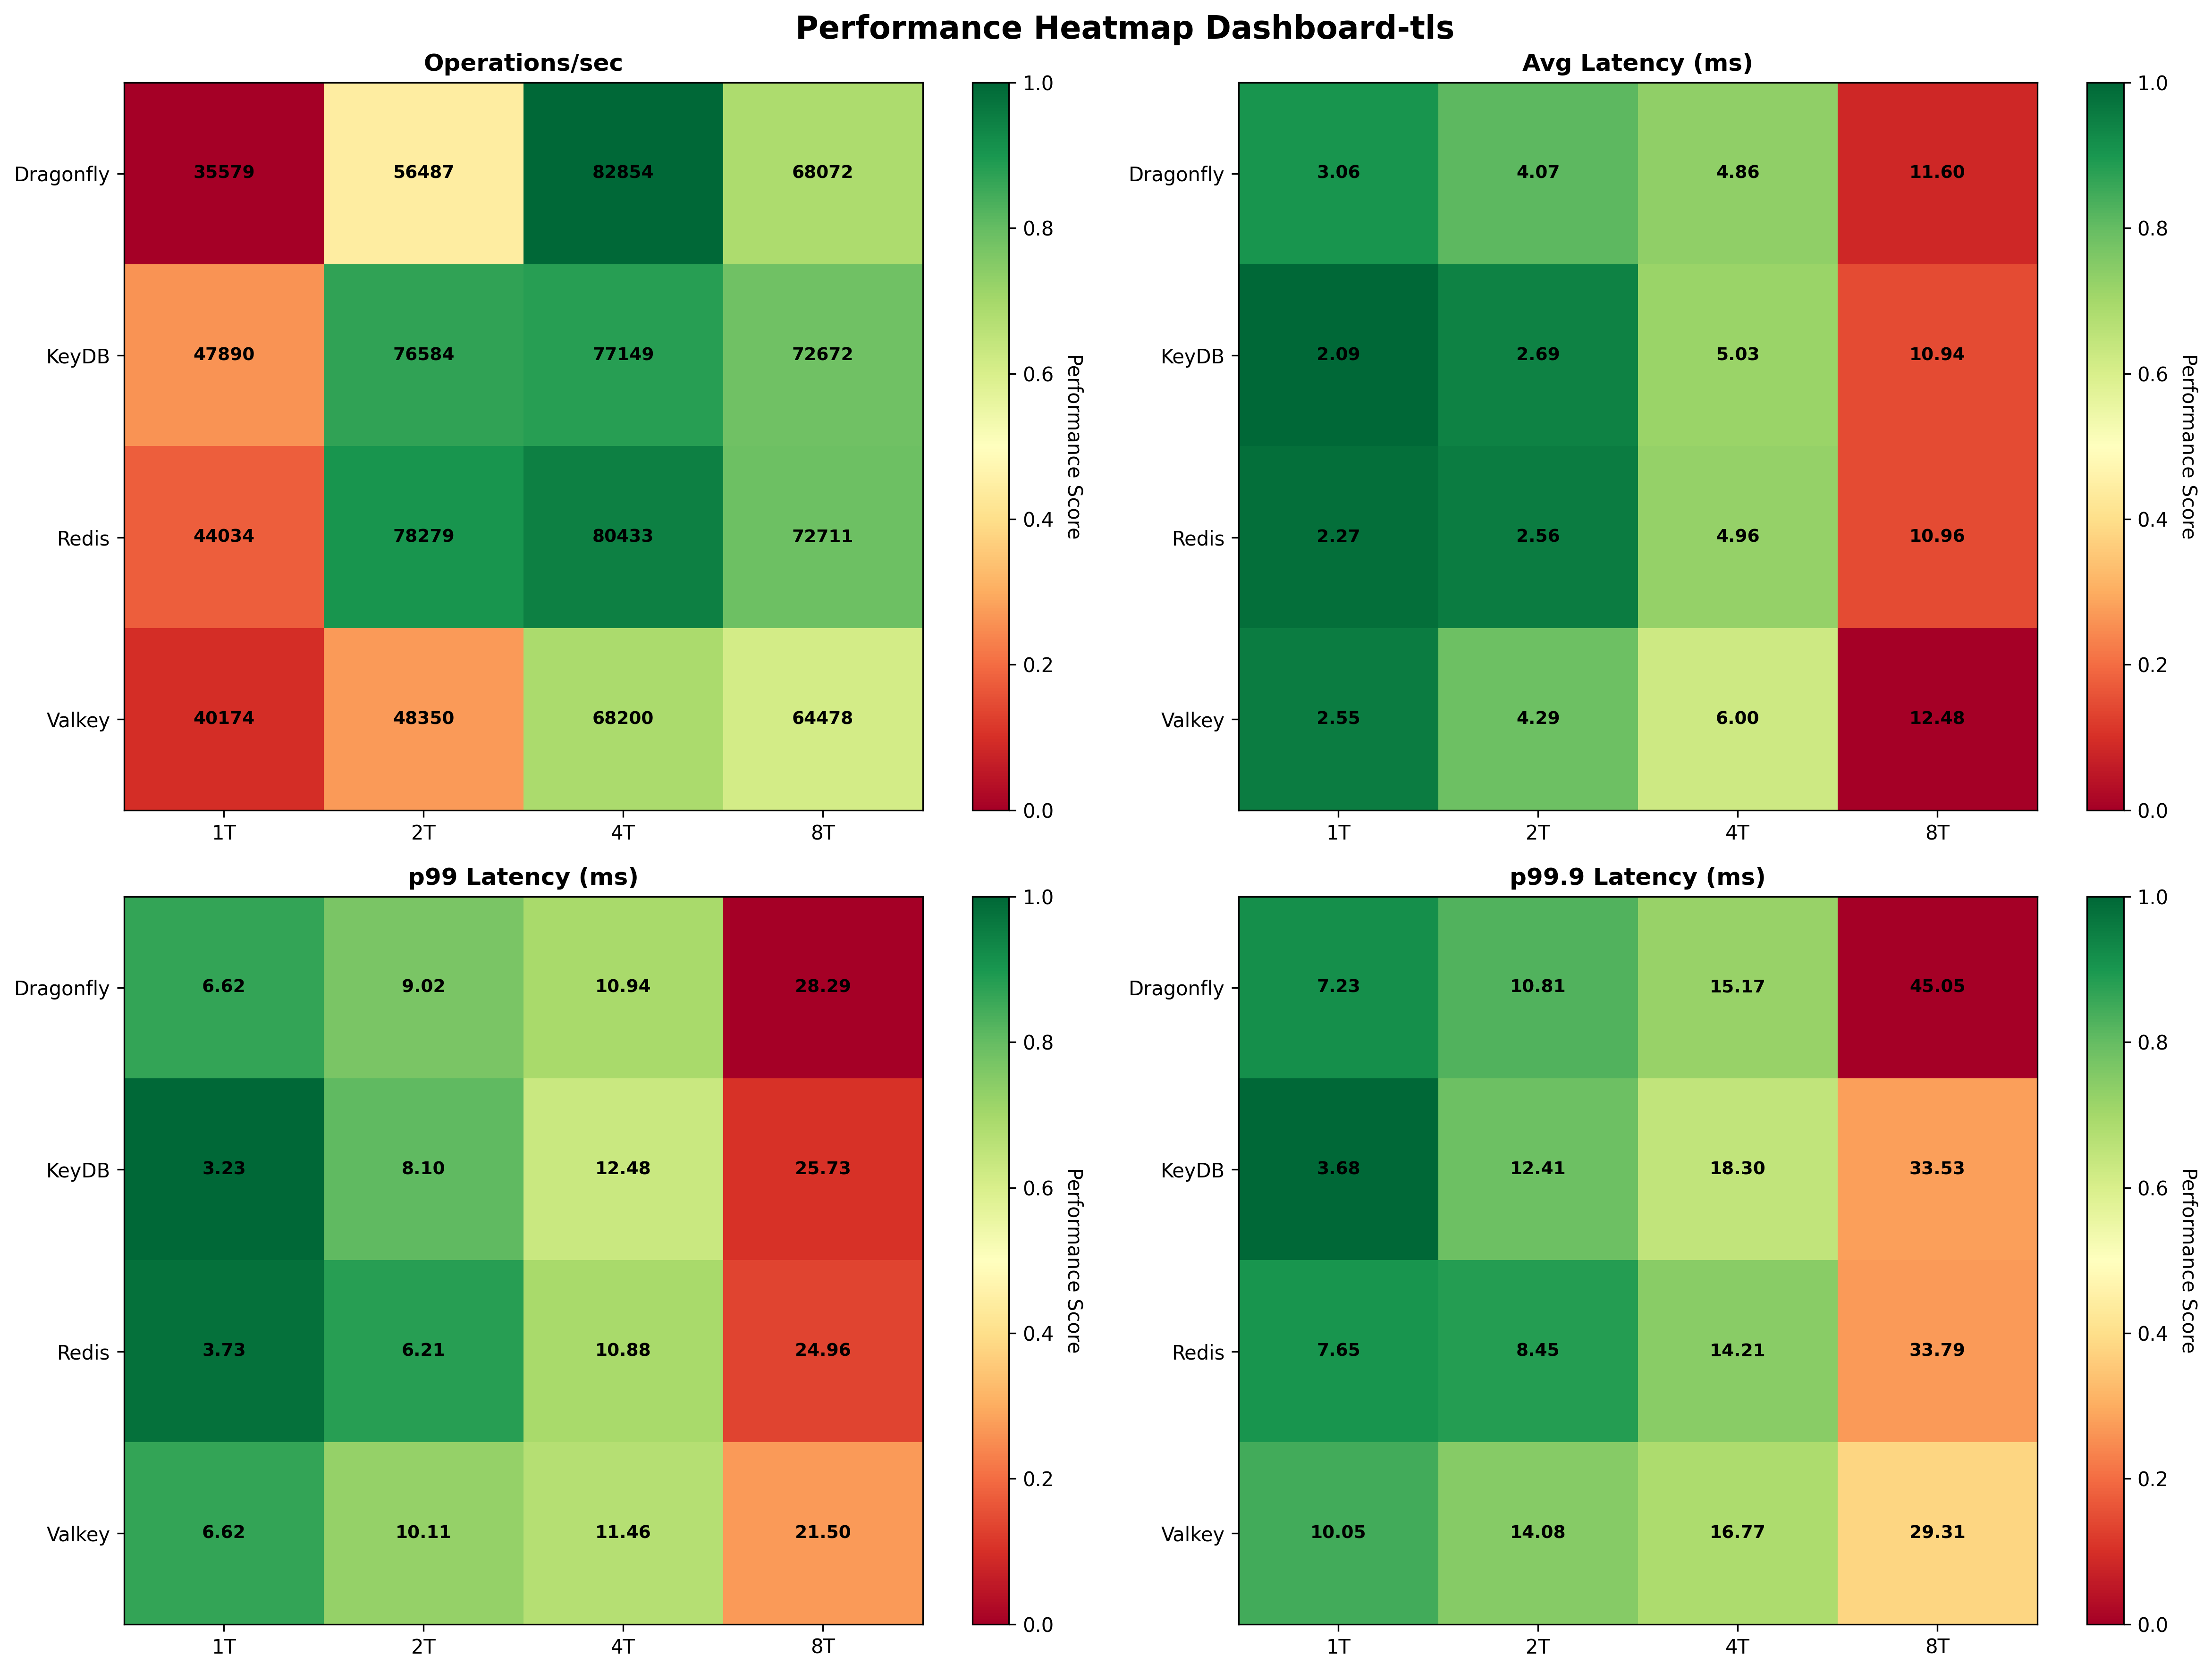 Performance Heatmap Dashboard-tls
Operations/sec
Dragonfly 35579 56487 82854 68072
KeyDB 47890 76584 77149 72672
Redis 44034 78279 80433 72711
Valkey 40174 48350 68200 64478
1T 2T 4T 8T
1.0
0.8
0.6
0.4
0.2
0.0
Performance Score
Avg Latency (ms)
Dragonfly 3.06 4.07 4.86 11.60
KeyDB 2.09 2.69 5.03 10.94
Redis 2.27 2.56 4.96 10.96
Valkey 2.55 4.29 6.00 12.48
1T 2T 4T 8T
1.0
0.8
0.6
0.4
0.2
0.0
Performance Score
p99 Latency (ms)
Dragonfly 6.62 9.02 10.94 28.29
KeyDB 3.23 8.10 12.48 25.73
Redis 3.73 6.21 10.88 24.96
Valkey 6.62 10.11 11.46 21.50
1T 2T 4T 8T
1.0
0.8
0.6
0.4
0.2
0.0
Performance Score
p99.9 Latency (ms)
Dragonfly 7.23 10.81 15.17 45.05
KeyDB 3.68 12.41 18.30 33.53
Redis 7.65 8.45 14.21 33.79
Valkey 10.05 14.08 16.77 29.31
1T 2T 4T 8T
1.0
0.8
0.6
0.4
0.2
0.0
Performance Score